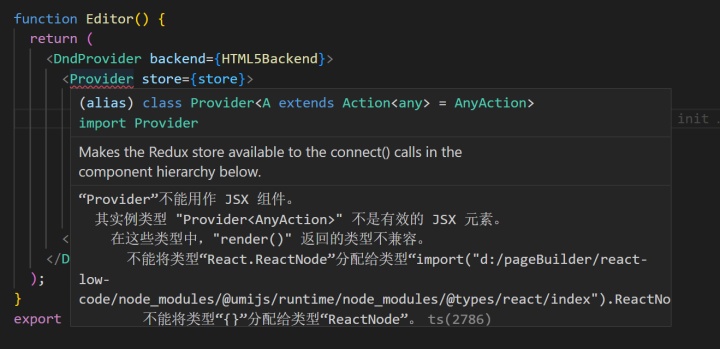 function Editor() {
return (
<DndProvider backend={HTML5Backend}>
<Provider store={store}>
(alias) class Provider<A extends Action<any> = AnyAction>
import Provider
init
Makes the Redux store available to the connect() calls in the
component hierarchy below.
“Provider”不能用作 JSX 组件。
其实例类型 "Provider<AnyAction>" 不是有效的 JSX 元素。
在这些类型中，"render()" 返回的类型不兼容。
不能将类型“React.ReactNode”分配给类型“import("d:/pageBuilder/react-
low-
code/node_modules/@umijs/runtime/node_modules/@types/react/index").ReactNo
<
</D
);
不能将类型“{}”分配给类型“ReactNode”。 ts(2786)
}
export